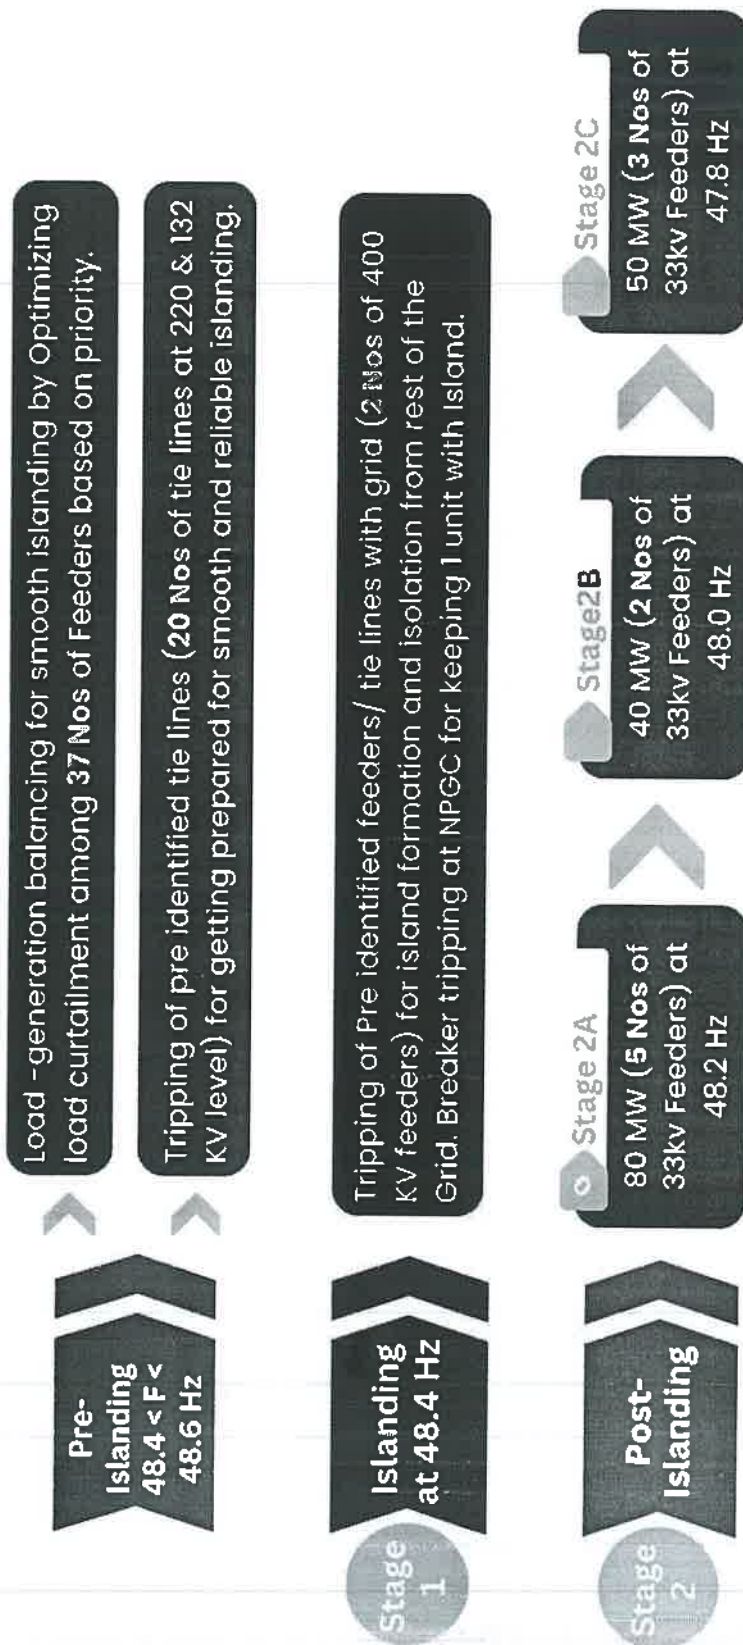 Pre-
Islanding
48.4 < F <
48.6 Hz
Load -generation balancing for smooth islanding by Optimizing
load curtailment among 37 Nos of Feeders based on priority.
Tripping of pre identified tie lines (20 Nos of tie lines at 220 & 132
KV level) for getting prepared for smooth and reliable islanding.
Stage
1
Islanding
at 48.4 Hz
Tripping of Pre identified feeders/ tie lines with grid (2 Nos of 400
KV feeders) for island formation and isolation from rest of the
Grid. Breaker tripping at NPGC for keeping 1 unit with Island.
Stage
2
Post-
Islanding
Stage 2A
80 MW (5 Nos of
33kv Feeders) at
48.2 Hz
Stage2B
40 MW (2 Nos of
33kv Feeders) at
48.0 Hz
Stage 2C
50 MW (3 Nos of
33kv Feeders) at
47.8 Hz